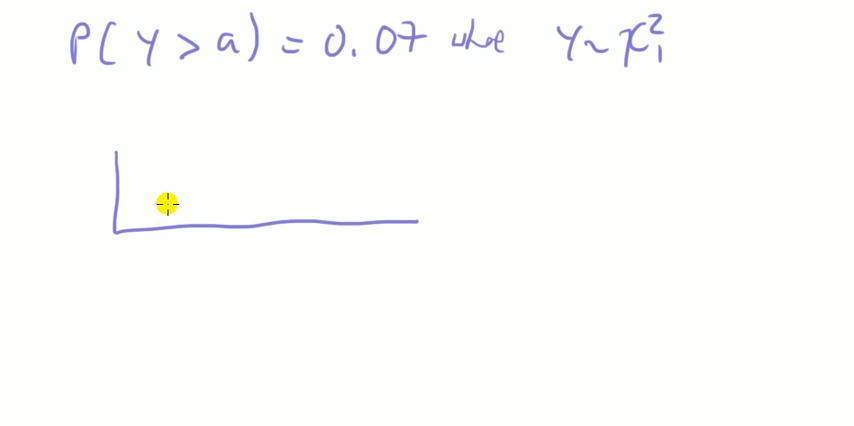 P( Y > a ) = 0.07 where Y ~ χ²₁